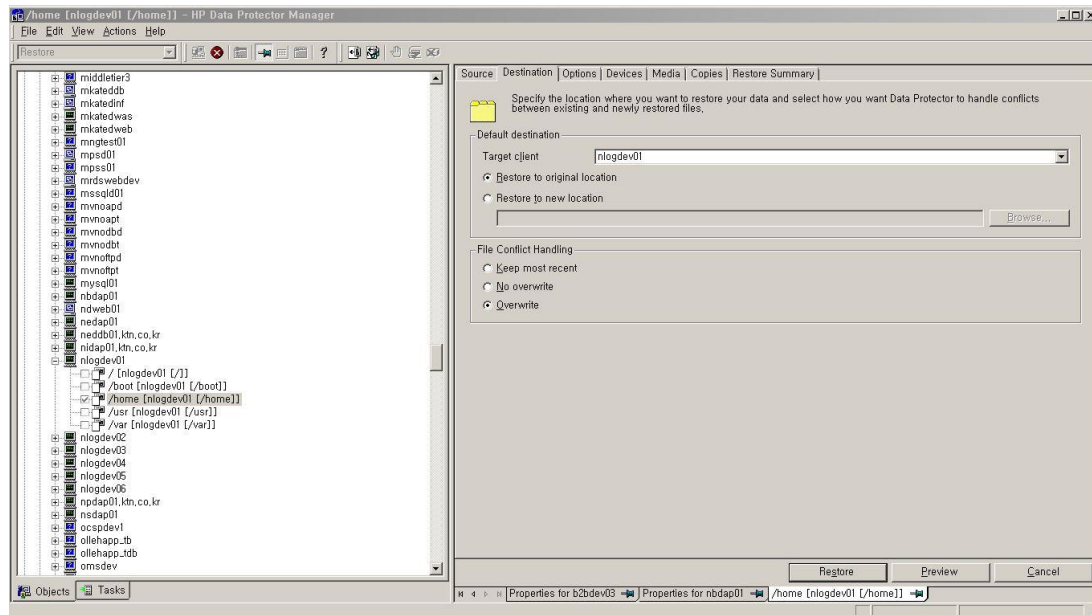 /home [nlogdev01 [/home]] - HP Data Protector Manager
File Edit View Actions Help
Restore
middletier3
mkateddb
mkatedinf
mkatedwas
mkatedweb
mngtest01
mpsd01
mpss01
mrdswebdev
mssqld01
mvnoapd
mvnoapt
mvnodbd
mvnodbt
mvnoftpd
mvnoftpt
mysql01
nbdap01
ndweb01
nedap01
neddb01.ktn.co.kr
nidap01.ktn.co.kr
nlogdev01
/ [nlogdev01 [/]]
/boot [nlogdev01 [/boot]]
/home [nlogdev01 [/home]]
/usr [nlogdev01 [/usr]]
/var [nlogdev01 [/var]]
nlogdev02
nlogdev03
nlogdev04
nlogdev05
nlogdev06
npdap01.ktn.co.kr
nsdap01
ocspdev1
ollehapp_tb
ollehapp_tdb
omsdev
Objects Tasks
Source Destination Options Devices Media Copies Restore Summary
Specify the location where you want to restore your data and select how you want Data Protector to handle conflicts
between existing and newly restored files.
Default destination
Target client nlogdev01
Restore to original location
Restore to new location
Browse...
File Conflict Handling
Keep most recent
No overwrite
Overwrite
Restore Preview Cancel
Properties for b2bdev03 Properties for nbdap01 /home [nlogdev01 [/home]]